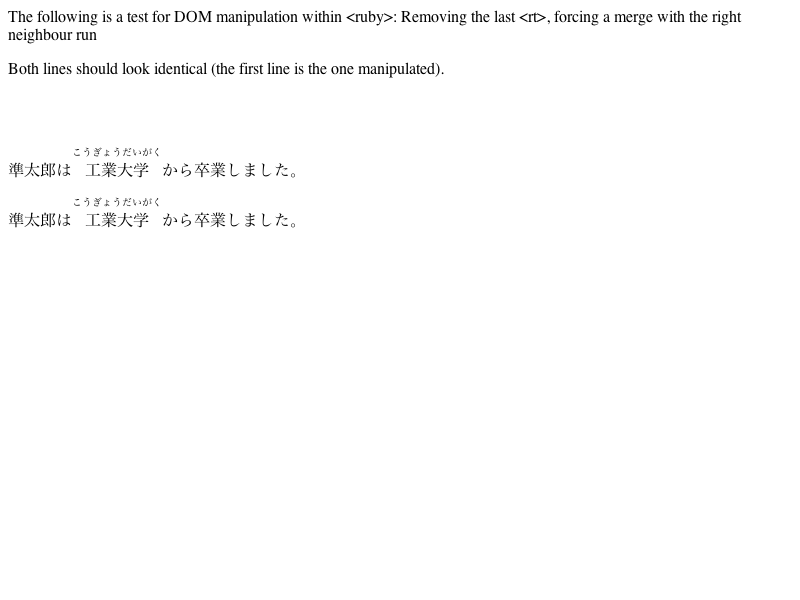 The following is a test for DOM manipulation within <ruby>: Removing the last <rt>, forcing a merge with the right
neighbour run
Both lines should look identical (the first line is the one manipulated).
こうぎょうだいがく
準太郎は 工業大学 から卒業しました。
こうぎょうだいがく
準太郎は 工業大学 から卒業しました。